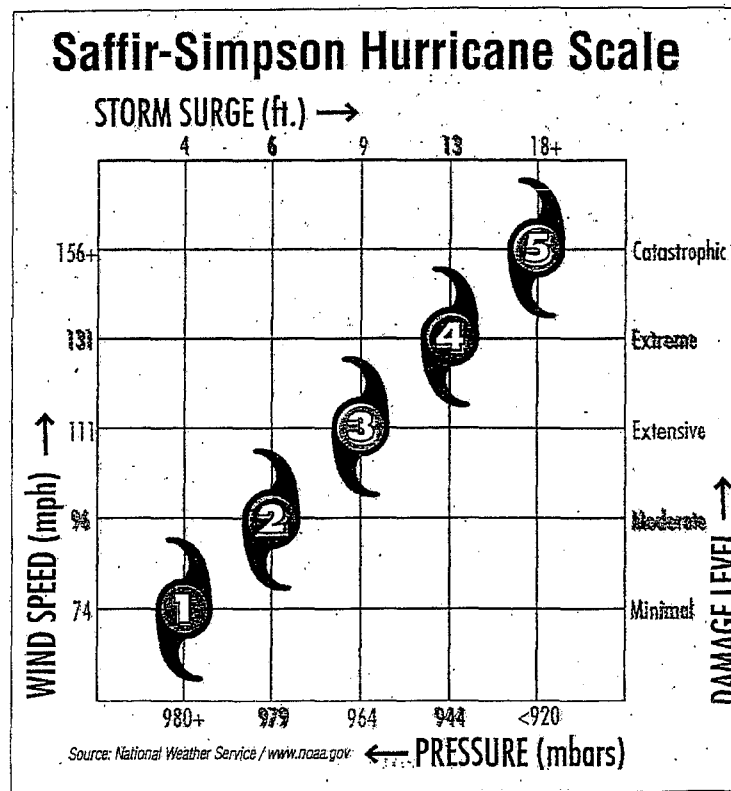 Saffir-Simpson Hurricane Scale
STORM SURGE (ft.) →
4 6 9 13 18+
156+ 5 Catastrophic
131 4 Extreme
111 3 Extensive
96 2 Moderate
74 1 Minimal
WIND SPEED (mph) →
DAMAGE LEVEL →
980+ 979 964 944 <920
Source: National Weather Service / www.noaa.gov ← PRESSURE (mbars)